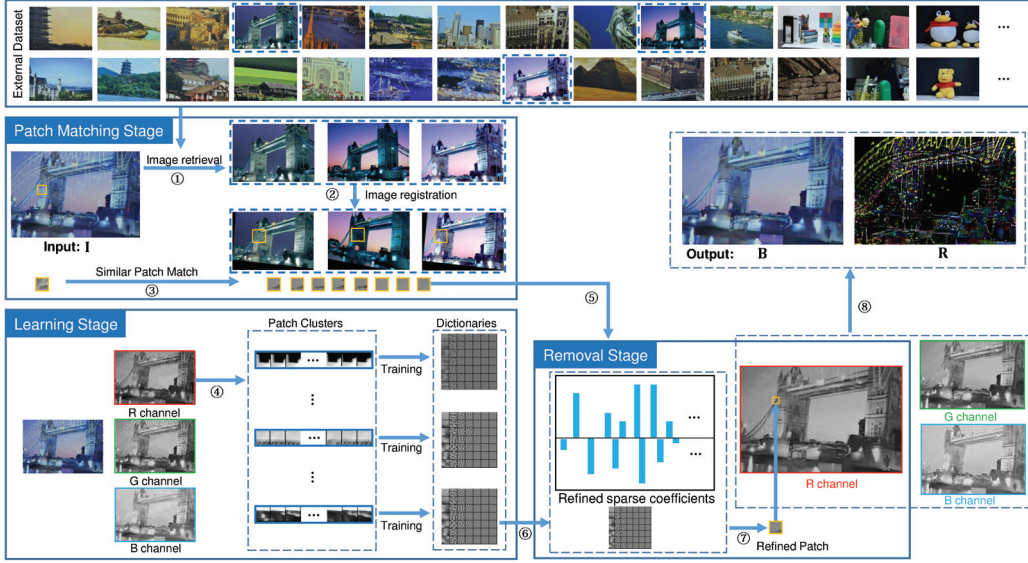 External Dataset
...
...
Patch Matching Stage
Image retrieval
①
②
Image registration
Input: I
Similar Patch Match
③
Output: B R
⑤
⑧
Learning Stage
Patch Clusters
Dictionaries
R channel
④
...
Training
⋮
G channel
...
Training
⋮
B channel
...
Training
⑥
Removal Stage
...
...
Refined sparse coefficients
⑦
Refined Patch
R channel
G channel
B channel